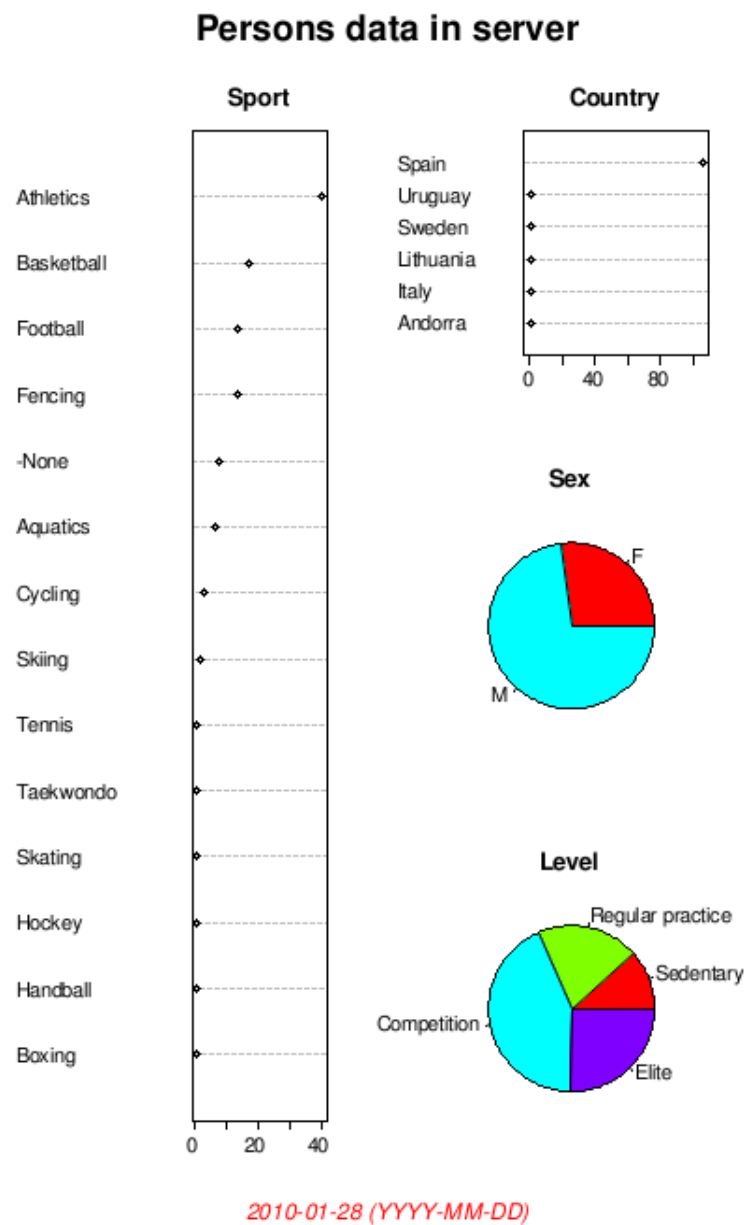 Persons data in server
Sport
Athletics
Basketball
Football
Fencing
-None
Aquatics
Cycling
Skiing
Tennis
Taekwondo
Skating
Hockey
Handball
Boxing
0 20 40
Country
Spain
Uruguay
Sweden
Lithuania
Italy
Andorra
0 40 80
Sex
F
M
Level
Regular practice
Sedentary
Competition
Elite
2010-01-28 (YYYY-MM-DD)